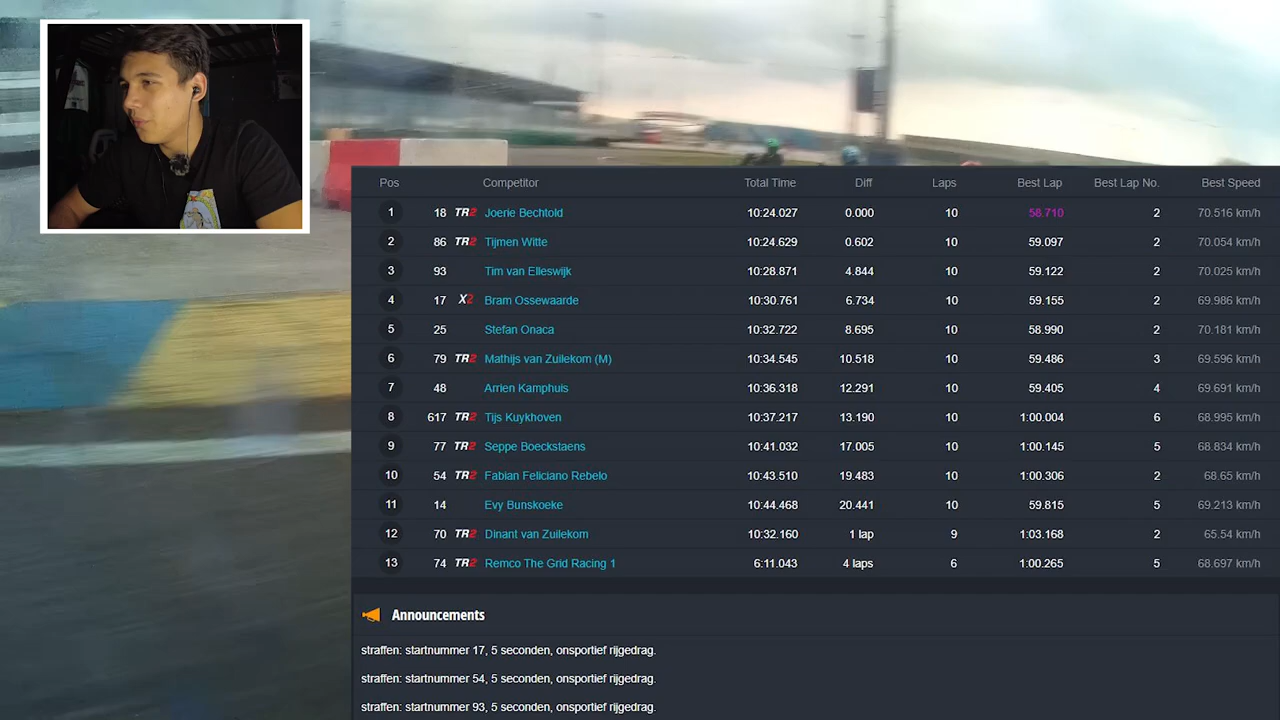 Pos Competitor Total Time Diff Laps Best Lap Best Lap No. Best Speed
1 18 TR2 Joerie Bechtold 10:24.027 0.000 10 58.710 2 70.516 km/h
2 86 TR2 Tijmen Witte 10:24.629 0.602 10 59.097 2 70.054 km/h
3 93 Tim van Elleswijk 10:28.871 4.844 10 59.122 2 70.025 km/h
4 17 X2 Bram Ossewaarde 10:30.761 6.734 10 59.155 2 69.986 km/h
5 25 Stefan Onaca 10:32.722 8.695 10 58.990 2 70.181 km/h
6 79 TR2 Mathijs van Zuilekom (M) 10:34.545 10.518 10 59.486 3 69.596 km/h
7 48 Arrien Kamphuis 10:36.318 12.291 10 59.405 4 69.691 km/h
8 617 TR2 Tijs Kuykhoven 10:37.217 13.190 10 1:00.004 6 68.995 km/h
9 77 TR2 Seppe Boeckstaens 10:41.032 17.005 10 1:00.145 5 68.834 km/h
10 54 TR2 Fabian Feliciano Rebelo 10:43.510 19.483 10 1:00.306 2 68.65 km/h
11 14 Evy Bunskoeke 10:44.468 20.441 10 59.815 5 69.213 km/h
12 70 TR2 Dinant van Zuilekom 10:32.160 1 lap 9 1:03.168 2 65.54 km/h
13 74 TR2 Remco The Grid Racing 1 6:11.043 4 laps 6 1:00.265 5 68.697 km/h
Announcements
straffen: startnummer 17, 5 seconden, onsportief rijgedrag.
straffen: startnummer 54, 5 seconden, onsportief rijgedrag.
straffen: startnummer 93, 5 seconden, onsportief rijgedrag.